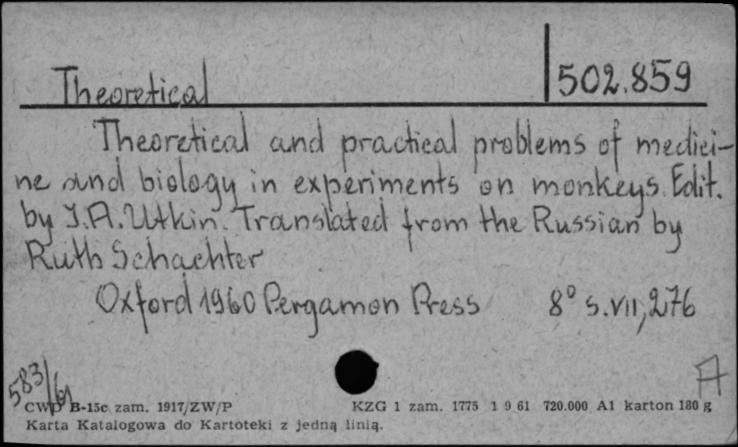 Theoretical 502.859
Theoretical and practical problems of medici-
ne and biology in experiments on monkeys. Edit.
by I.A. Utkin. Translated from the Russian by
Ruth Schachter
Oxford 1960 Pergamon Press 8° s. VII, 276
583/61
A
CWD B-15c zam. 1917/ZW/P KZG 1 zam. 1775 1 9 61 720.000 A1 karton 180 g
Karta Katalogowa do Kartoteki z jedną linią.